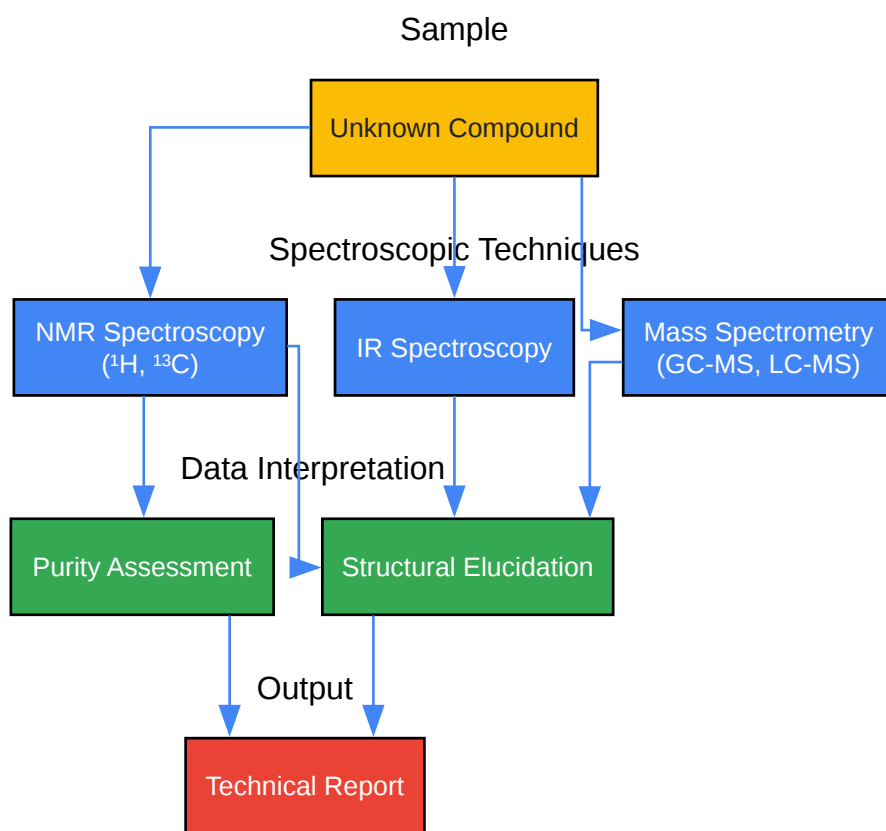 Sample
Unknown Compound
Spectroscopic Techniques
NMR Spectroscopy
(¹H, ¹³C)
IR Spectroscopy
Mass Spectrometry
(GC-MS, LC-MS)
Data Interpretation
Purity Assessment
Structural Elucidation
Output
Technical Report